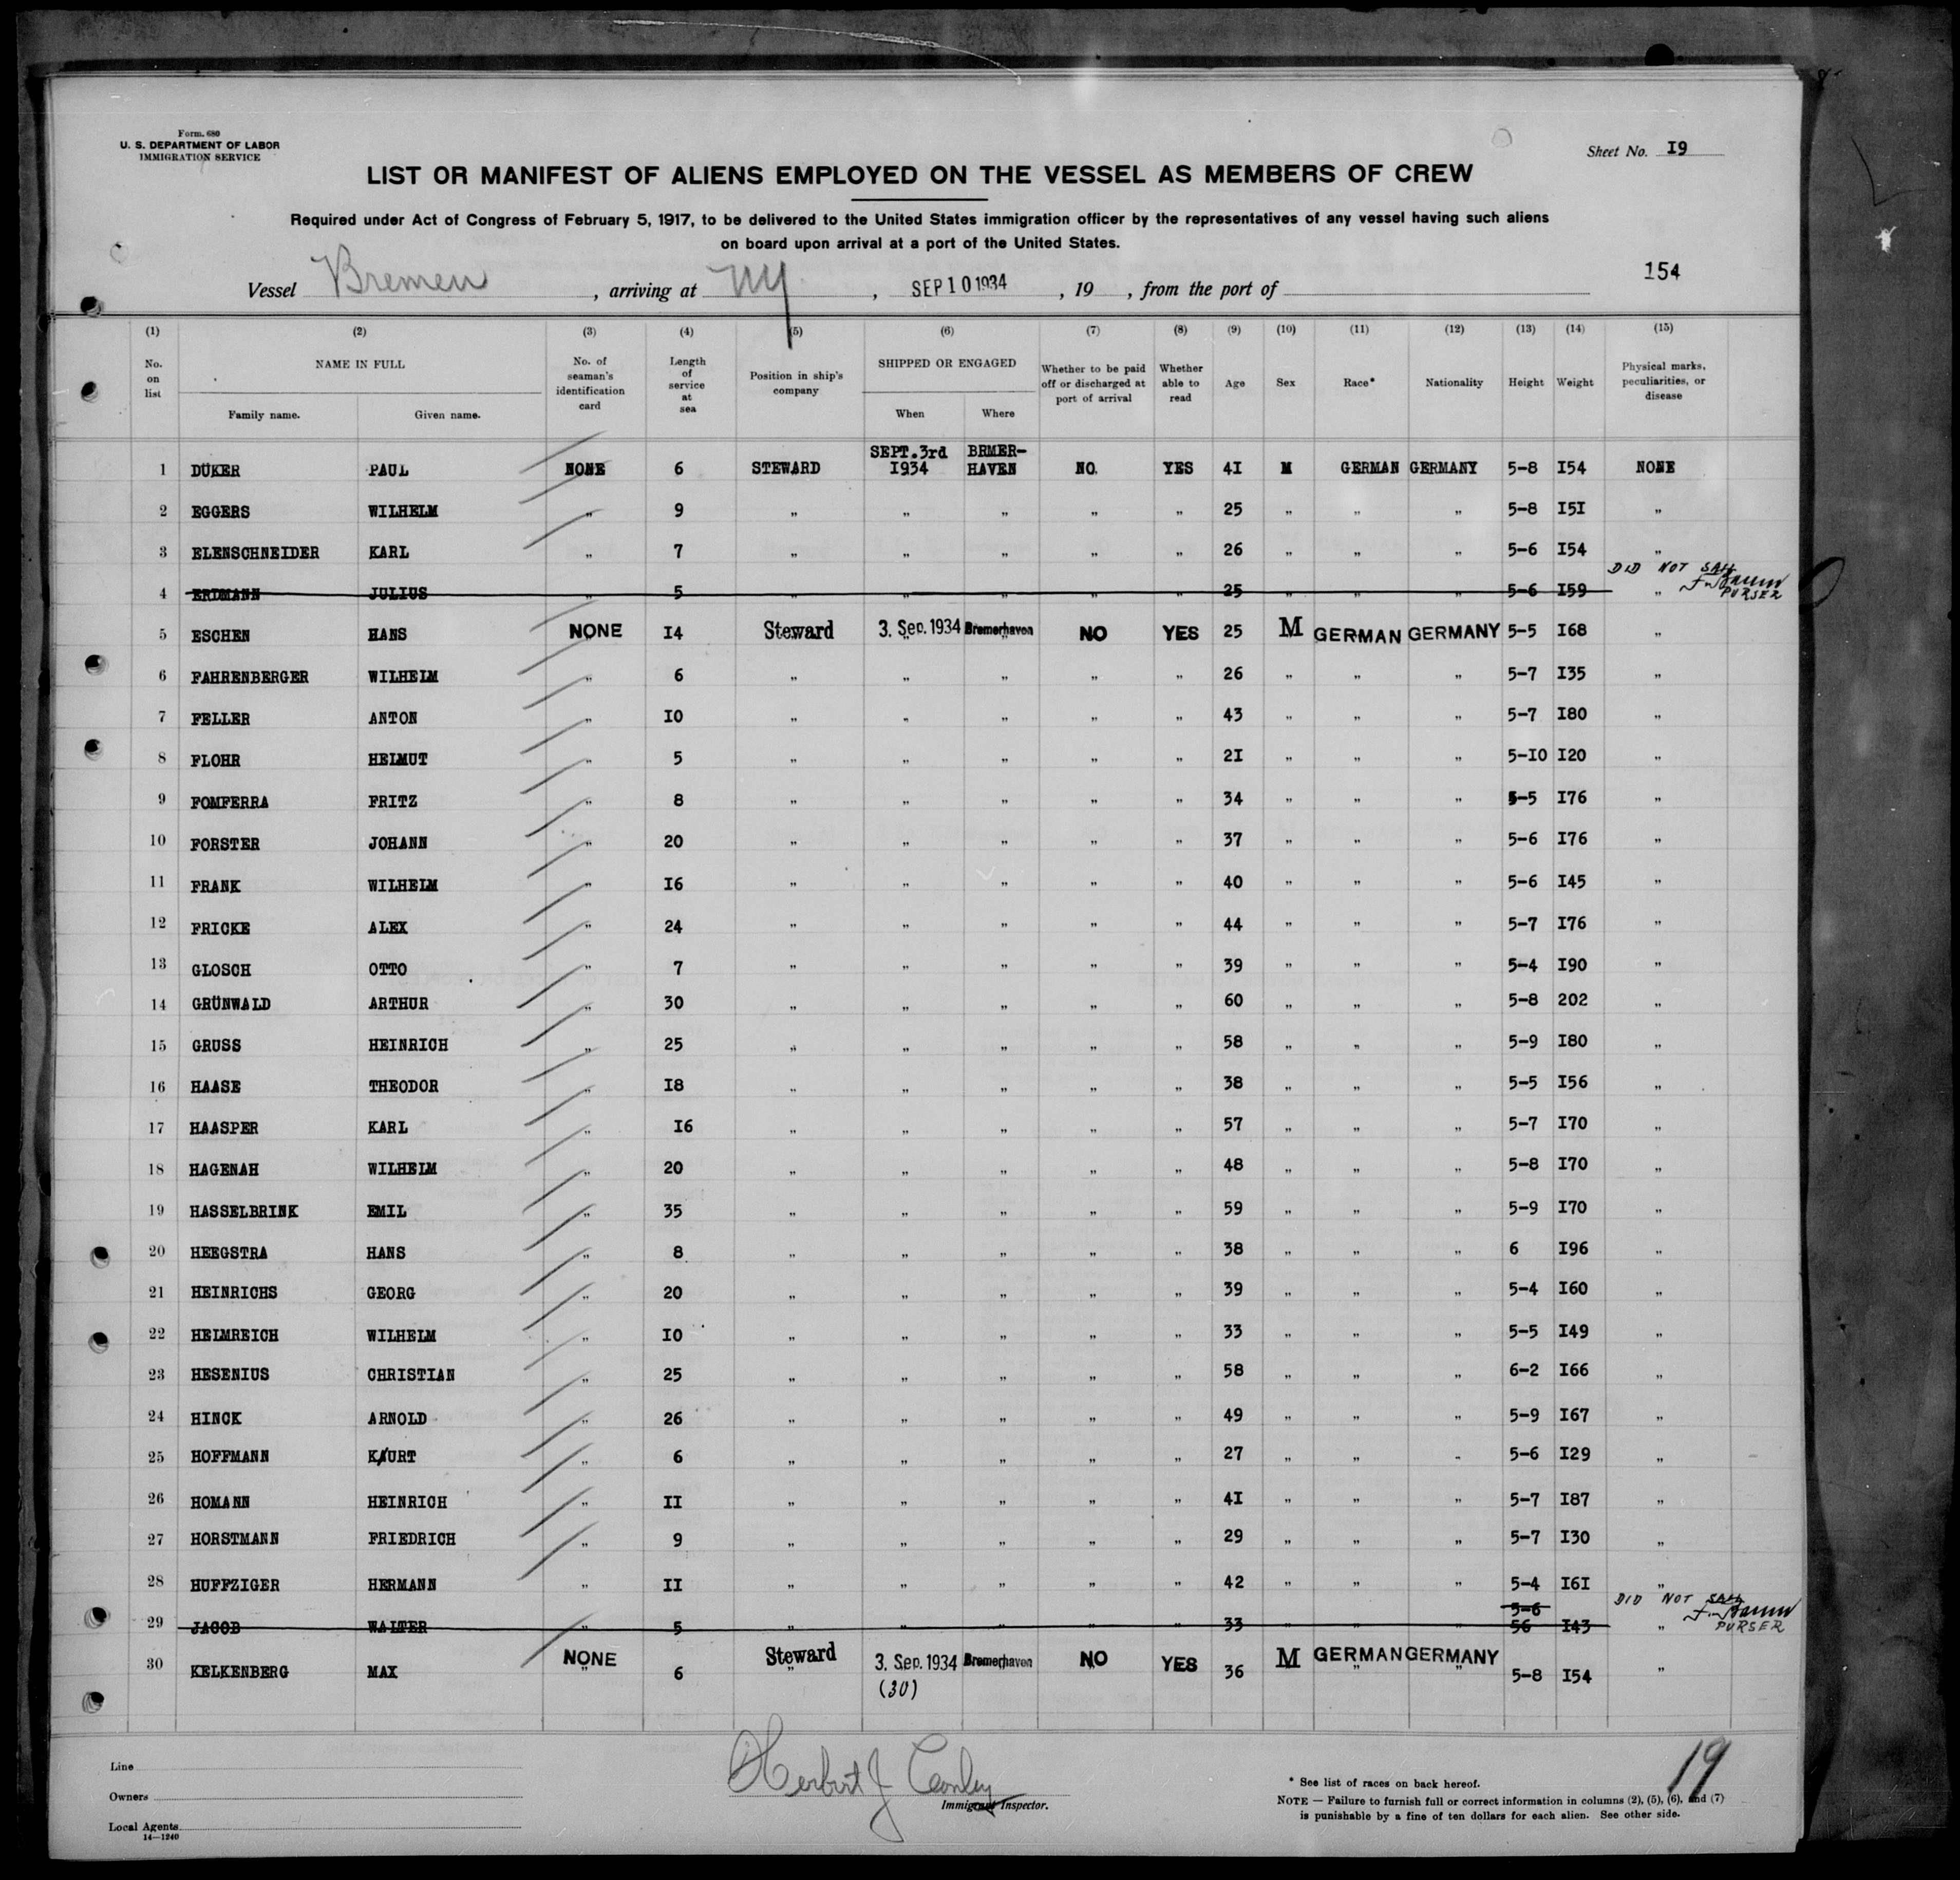 Form. 680
U. S. DEPARTMENT OF LABOR
IMMIGRATION SERVICE
Sheet No. I9
LIST OR MANIFEST OF ALIENS EMPLOYED ON THE VESSEL AS MEMBERS OF CREW
Required under Act of Congress of February 5, 1917, to be delivered to the United States immigration officer by the representatives of any vessel having such aliens
on board upon arrival at a port of the United States.
154
Vessel Bremen, arriving at NY, SEP 10 1934, 19 , from the port of
(1) (2) (3) (4) (5) (6) (7) (8) (9) (10) (11) (12) (13) (14) (15)
No. on list NAME IN FULL Family name. Given name. No. of seaman's identification card Length of service at sea Position in ship's company SHIPPED OR ENGAGED When Where Whether to be paid off or discharged at port of arrival Whether able to read Age Sex Race* Nationality Height Weight Physical marks, peculiarities, or disease
1 DÜKER PAUL NONE 6 STEWARD SEPT.3rd I934 BRMER-HAVEN NO. YES 4I M GERMAN GERMANY 5-8 I54 NONE
2 EGGERS WILHELM " 9 " " " " " 25 " " " 5-8 I5I "
3 ELENSCHNEIDER KARL " 7 " " " " " 26 " " " 5-6 I54 "
4 ERDMANN JULIUS " 5 " " " " " 25 " " " 5-6 I59 " DID NOT SAIL PURSER
5 ESCHEN HANS NONE I4 Steward 3. Sep. 1934 Bremerhaven NO YES 25 M GERMAN GERMANY 5-5 I68 "
6 FAHRENBERGER WILHELM " 6 " " " " " 26 " " " 5-7 I35 "
7 FELLER ANTON " I0 " " " " " 43 " " " 5-7 I80 "
8 FLOHR HELMUT " 5 " " " " " 2I " " " 5-I0 I20 "
9 FOMFERRA FRITZ " 8 " " " " " 34 " " " 5-5 I76 "
10 FORSTER JOHANN " 20 " " " " " 37 " " " 5-6 I76 "
11 FRANK WILHELM " I6 " " " " " 40 " " " 5-6 I45 "
12 FRICKE ALEX " 24 " " " " " 44 " " " 5-7 I76 "
13 GLOSCH OTTO " 7 " " " " " 39 " " " 5-4 I90 "
14 GRÜNWALD ARTHUR " 30 " " " " " 60 " " " 5-8 202 "
15 GRUSS HEINRICH " 25 " " " " " 58 " " " 5-9 I80 "
16 HAASE THEODOR " I8 " " " " " 38 " " " 5-5 I56 "
17 HAASPER KARL " I6 " " " " " 57 " " " 5-7 I70 "
18 HAGENAH WILHELM " 20 " " " " " 48 " " " 5-8 I70 "
19 HASSELBRINK EMIL " 35 " " " " " 59 " " " 5-9 I70 "
20 HEEGSTRA HANS " 8 " " " " " 38 " " " 6 I96 "
21 HEINRICHS GEORG " 20 " " " " " 39 " " " 5-4 I60 "
22 HELMREICH WILHELM " I0 " " " " " 33 " " " 5-5 I49 "
23 HESENIUS CHRISTIAN " 25 " " " " " 58 " " " 6-2 I66 "
24 HINCK ARNOLD " 26 " " " " " 49 " " " 5-9 I67 "
25 HOFFMANN KURT " 6 " " " " " 27 " " " 5-6 I29 "
26 HOMANN HEINRICH " II " " " " " 4I " " " 5-7 I87 "
27 HORSTMANN FRIEDRICH " 9 " " " " " 29 " " " 5-7 I30 "
28 HUFFZIGER HERMANN " II " " " " " 42 " " " 5-4 I6I "
29 JACOB WALTER " 5 " " " " " 33 " " " 5-6 56 I43 " DID NOT SAIL PURSER
30 KELKENBERG MAX NONE 6 Steward 3. Sep. 1934 Bremerhaven NO YES 36 M GERMAN GERMANY 5-8 I54 "
(30)
Line
Owners
Local Agents
14—1240
Herbert J Conley
Immigrant Inspector.
19
* See list of races on back hereof.
NOTE — Failure to furnish full or correct information in columns (2), (5), (6), and (7)
is punishable by a fine of ten dollars for each alien. See other side.